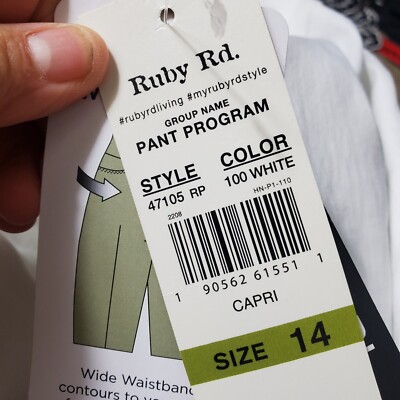 Ruby Rd.
#rubyrdliving #myrubyrdstyle
GROUP NAME
PANT PROGRAM
STYLE COLOR
47105 RP 100 WHITE
HN-P1-110
2208
1 90562 61551 1
CAPRI
SIZE 14
Wide Waistband
contours to